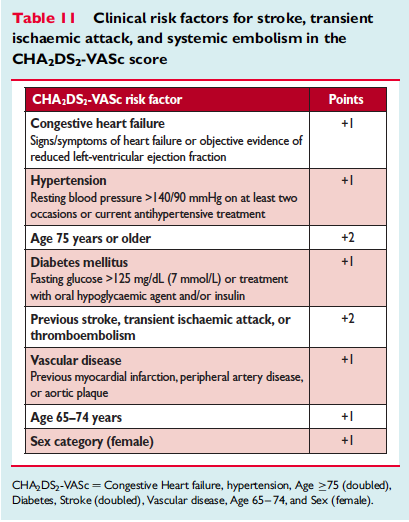 Table 11 Clinical risk factors for stroke, transient
ischaemic attack, and systemic embolism in the
CHA₂DS₂-VASc score
CHA₂DS₂-VASc risk factor Points
Congestive heart failure +1
Signs/symptoms of heart failure or objective evidence of
reduced left-ventricular ejection fraction
Hypertension +1
Resting blood pressure >140/90 mmHg on at least two
occasions or current antihypertensive treatment
Age 75 years or older +2
Diabetes mellitus +1
Fasting glucose >125 mg/dL (7 mmol/L) or treatment
with oral hypoglycaemic agent and/or insulin
Previous stroke, transient ischaemic attack, or +2
thromboembolism
Vascular disease +1
Previous myocardial infarction, peripheral artery disease,
or aortic plaque
Age 65–74 years +1
Sex category (female) +1
CHA₂DS₂-VASc = Congestive Heart failure, hypertension, Age ≥75 (doubled),
Diabetes, Stroke (doubled), Vascular disease, Age 65–74, and Sex (female).